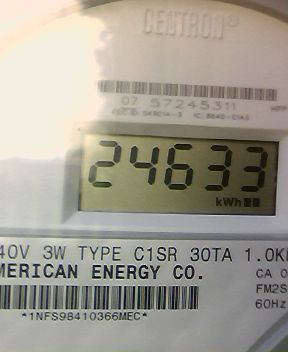 CENTRON®
07 57245311
24633
kWh
40V 3W TYPE C1SR 30TA 1.0K
MERICAN ENERGY CO.
CA 0
FM2S
60Hz
*1NFS98410366MEC*